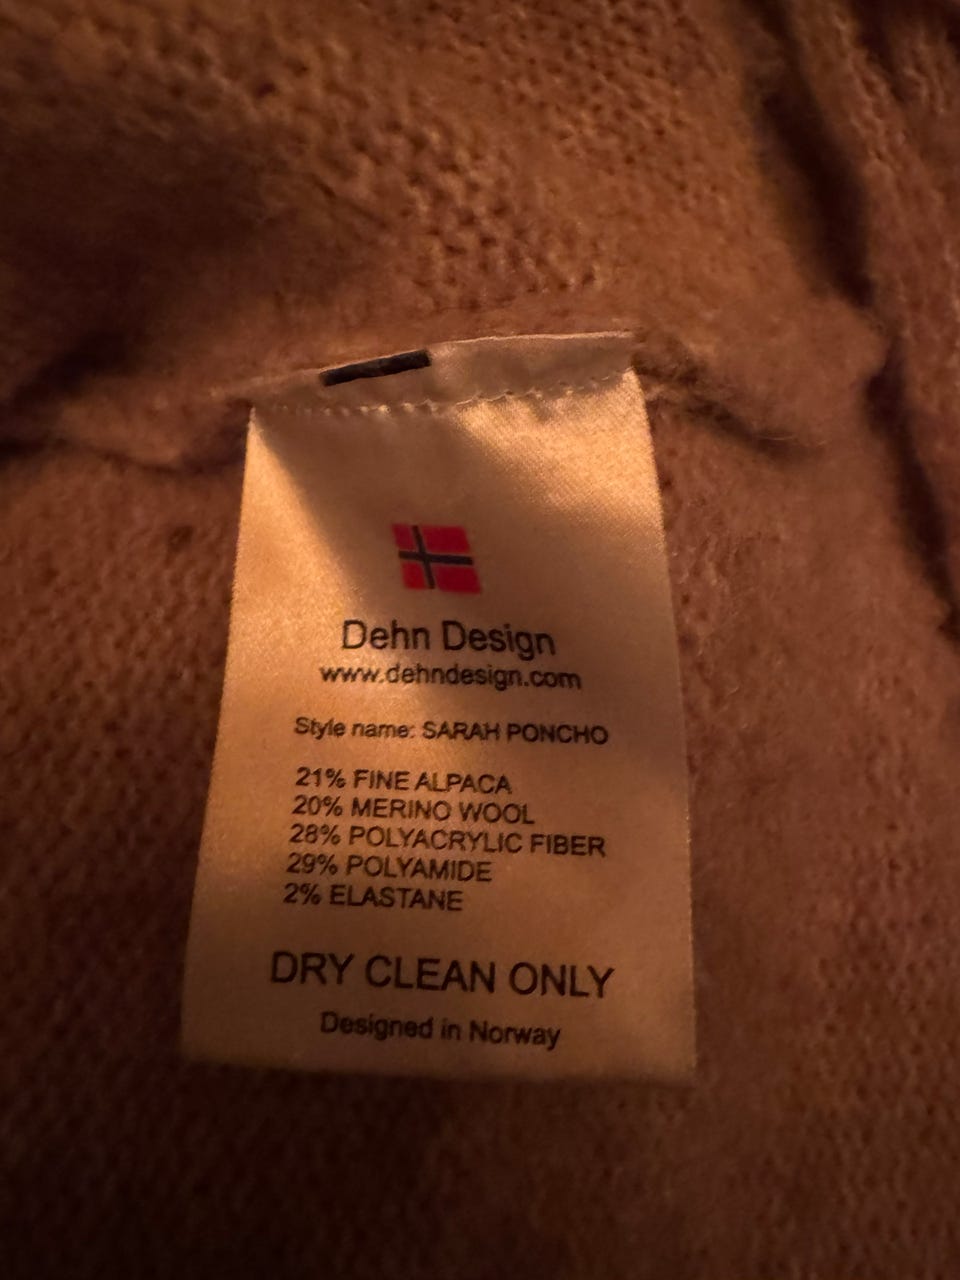 Dehn Design
www.dehndesign.com
Style name: SARAH PONCHO
21% FINE ALPACA
20% MERINO WOOL
28% POLYACRYLIC FIBER
29% POLYAMIDE
2% ELASTANE
DRY CLEAN ONLY
Designed in Norway